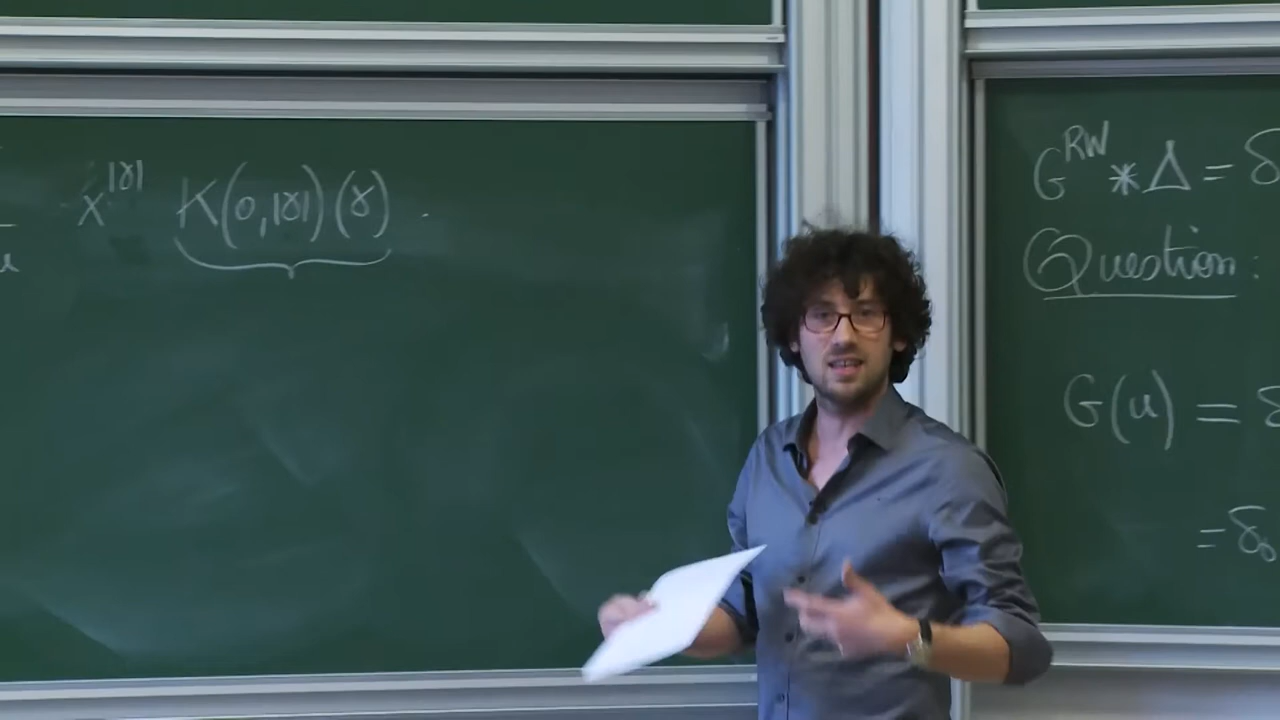 x^{|γ|} K(0,|γ|)(γ) .
u
G^{RW} * Δ = δ
Question :
G(u) = δ
= δ₀